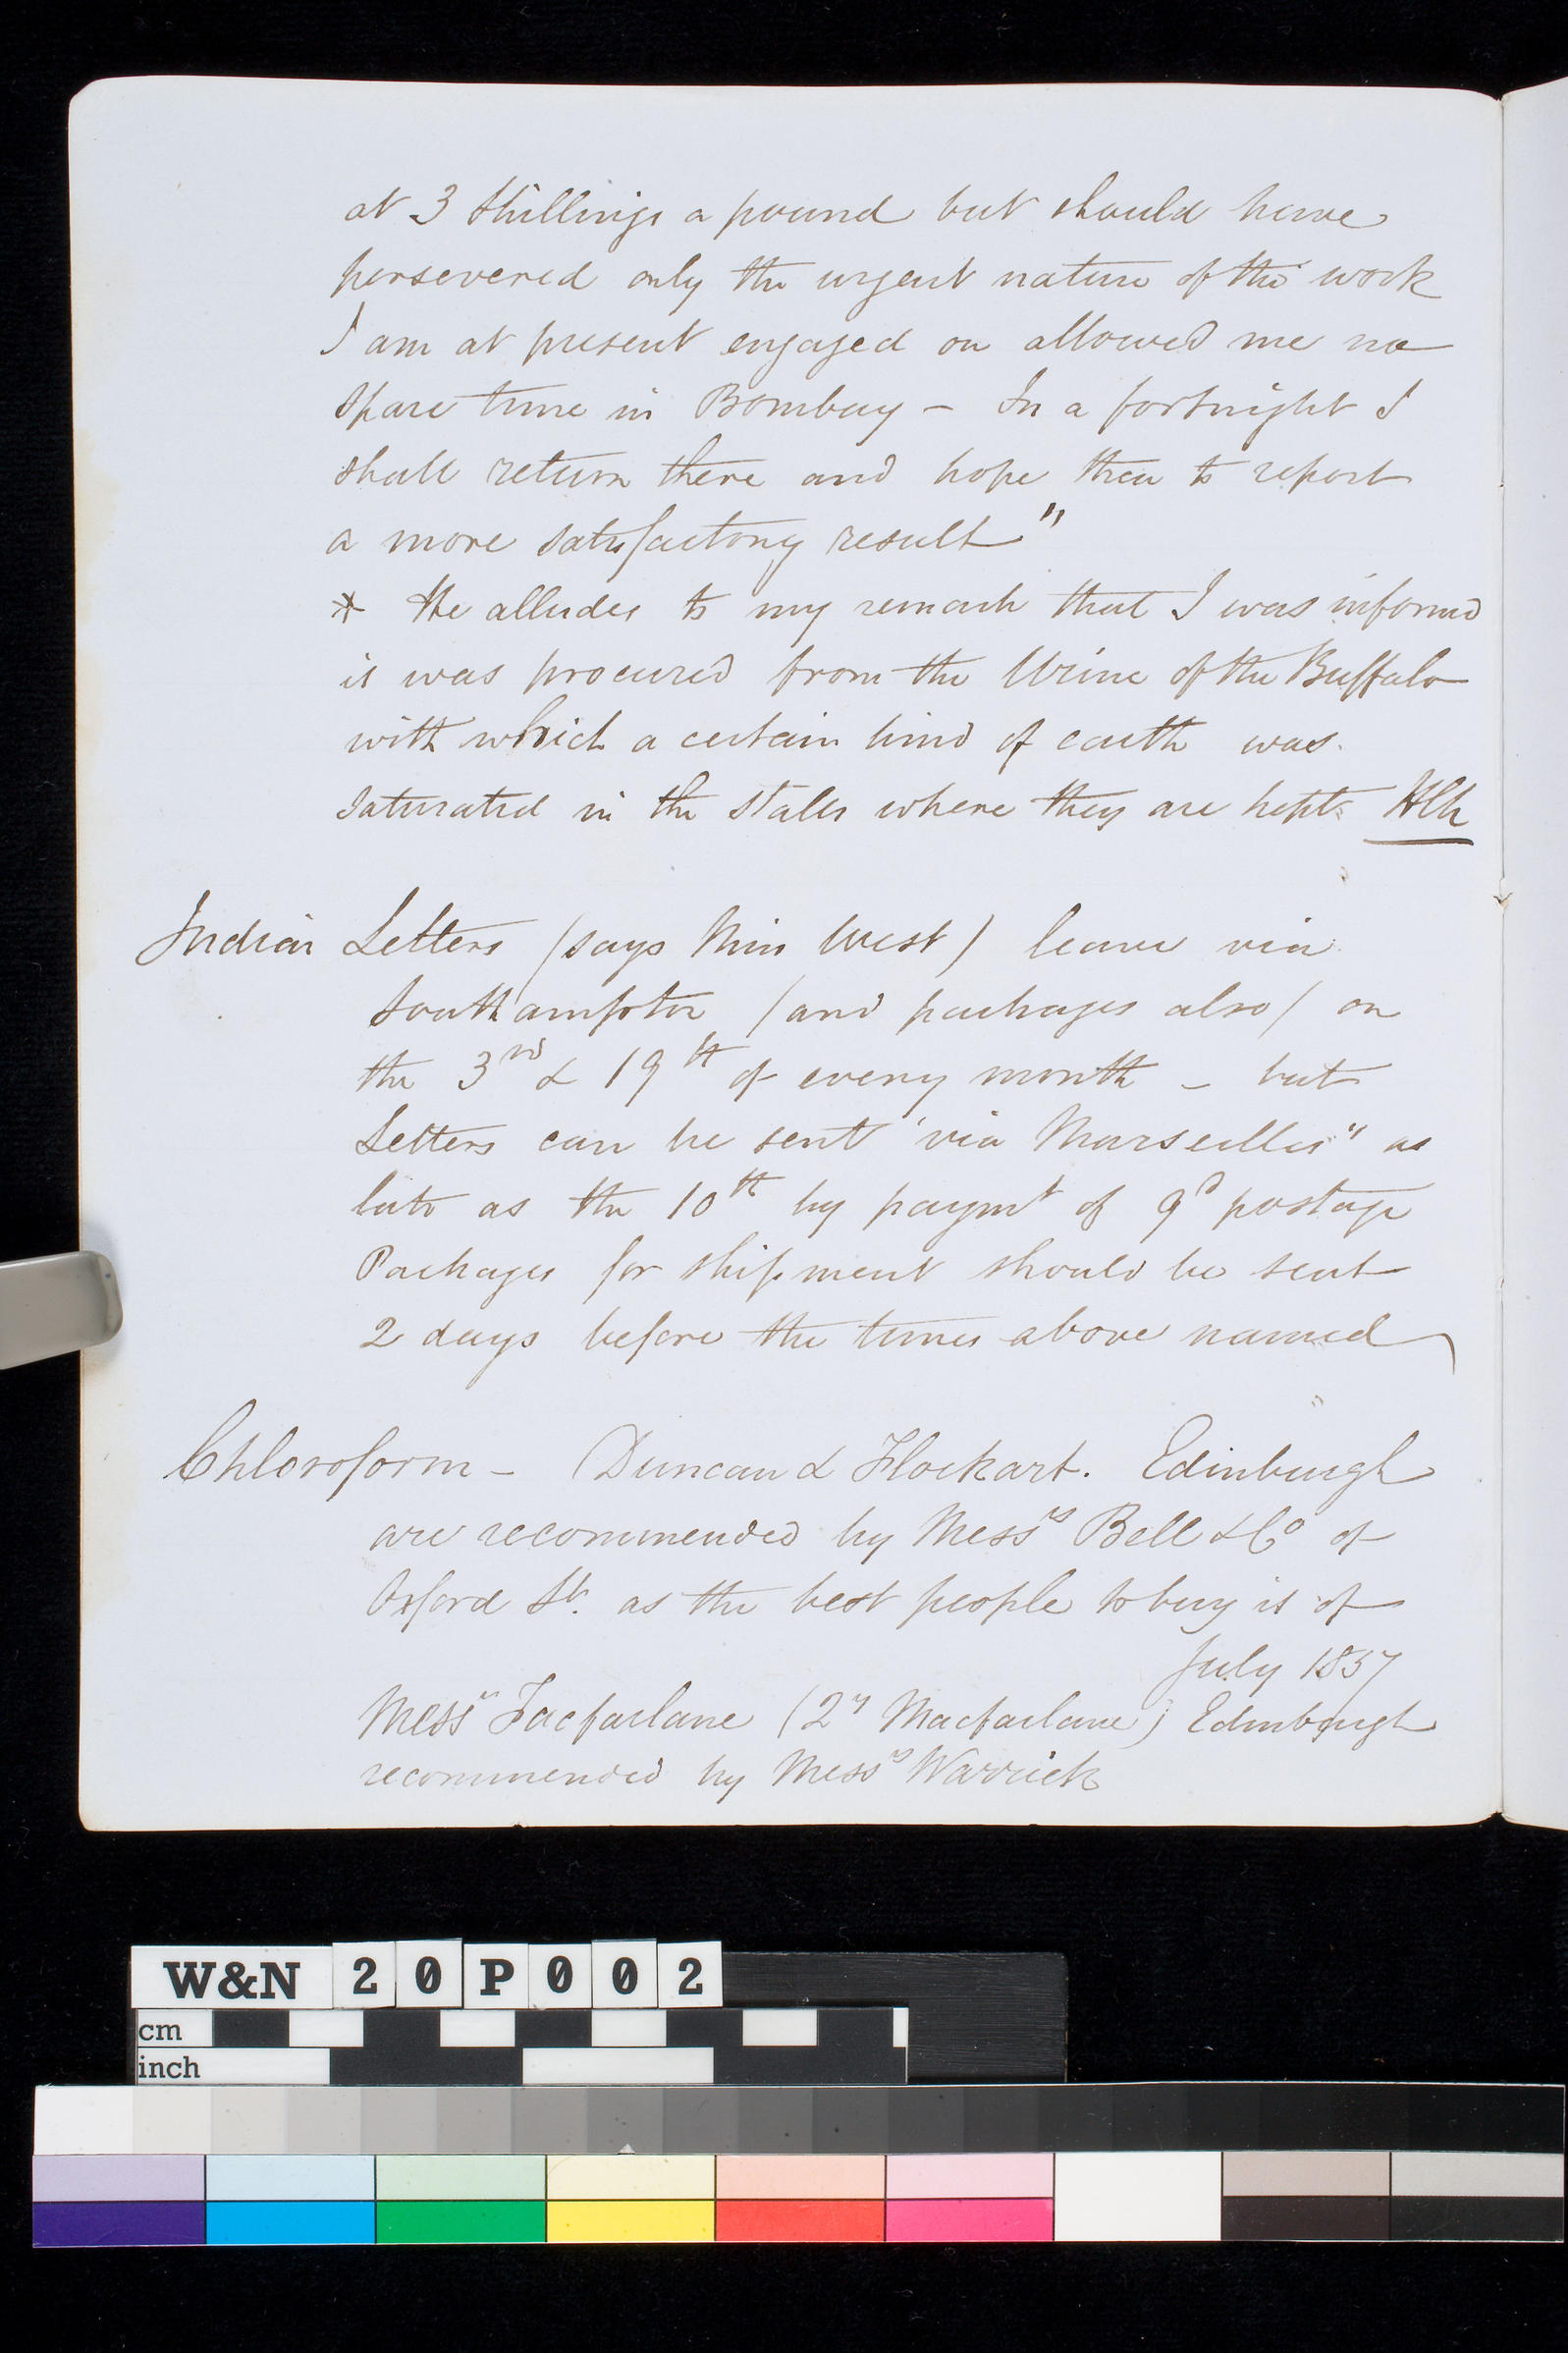 at 3 Shillings a pound but should have
persevered only the urgent nature of the work
I am at present engaged on allowed me no
spare time in Bombay - In a fortnight I
shall return there and hope then to report
a more satisfactory result"
* He alludes to my remark that I was informd
it was procured from the Urine of the Buffalo
with which a certain kind of earth was
saturated in the Stalls where they are kept
Indian Letters (says Miss West) leave via
Southampton (and packages also) on
the 3rd & 19th of every month - but
Letters can be sent "via Marseilles" as
late as the 10th by paymt of 9d postage
Packages for shipment should be sent
2 days before the times above named
Chloroform - Duncan & Flockart. Edinburgh
are recommended by Messrs Bell & Co of
Oxford St. as the best people to buy it of
July 1857
Messrs Facfarlane (2y Macfarlane) Edinburgh
recommended by Messrs Warrick
W&N 20P002
cm
inch